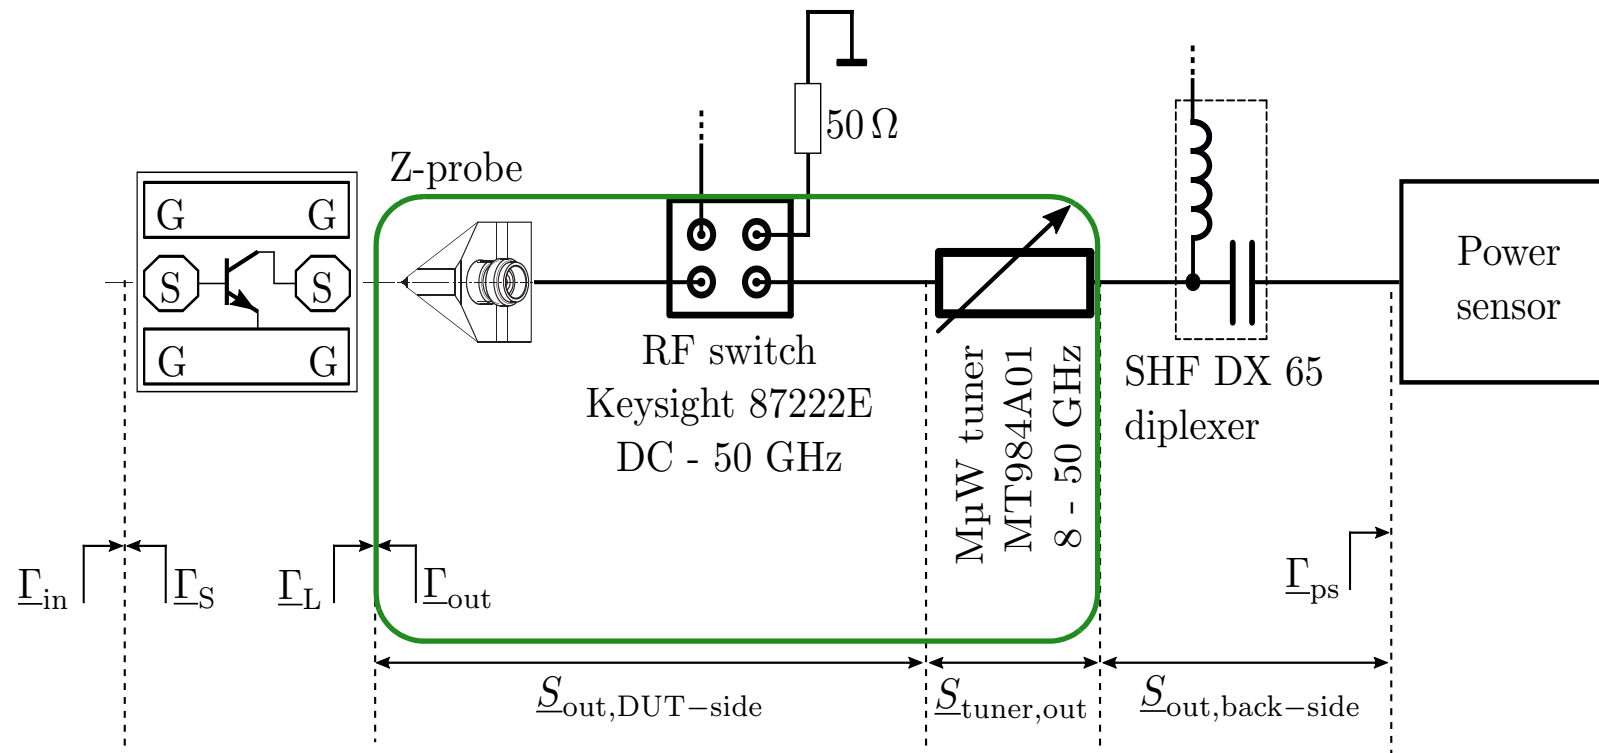 50 Ω
Z-probe
G G
S S
G G
RF switch
Keysight 87222E
DC - 50 GHz
MµW tuner
MT984A01
8 - 50 GHz
SHF DX 65
diplexer
Power
sensor
Γin
ΓS
ΓL
Γout
Γps
Sout,DUT−side
Stuner,out
Sout,back−side